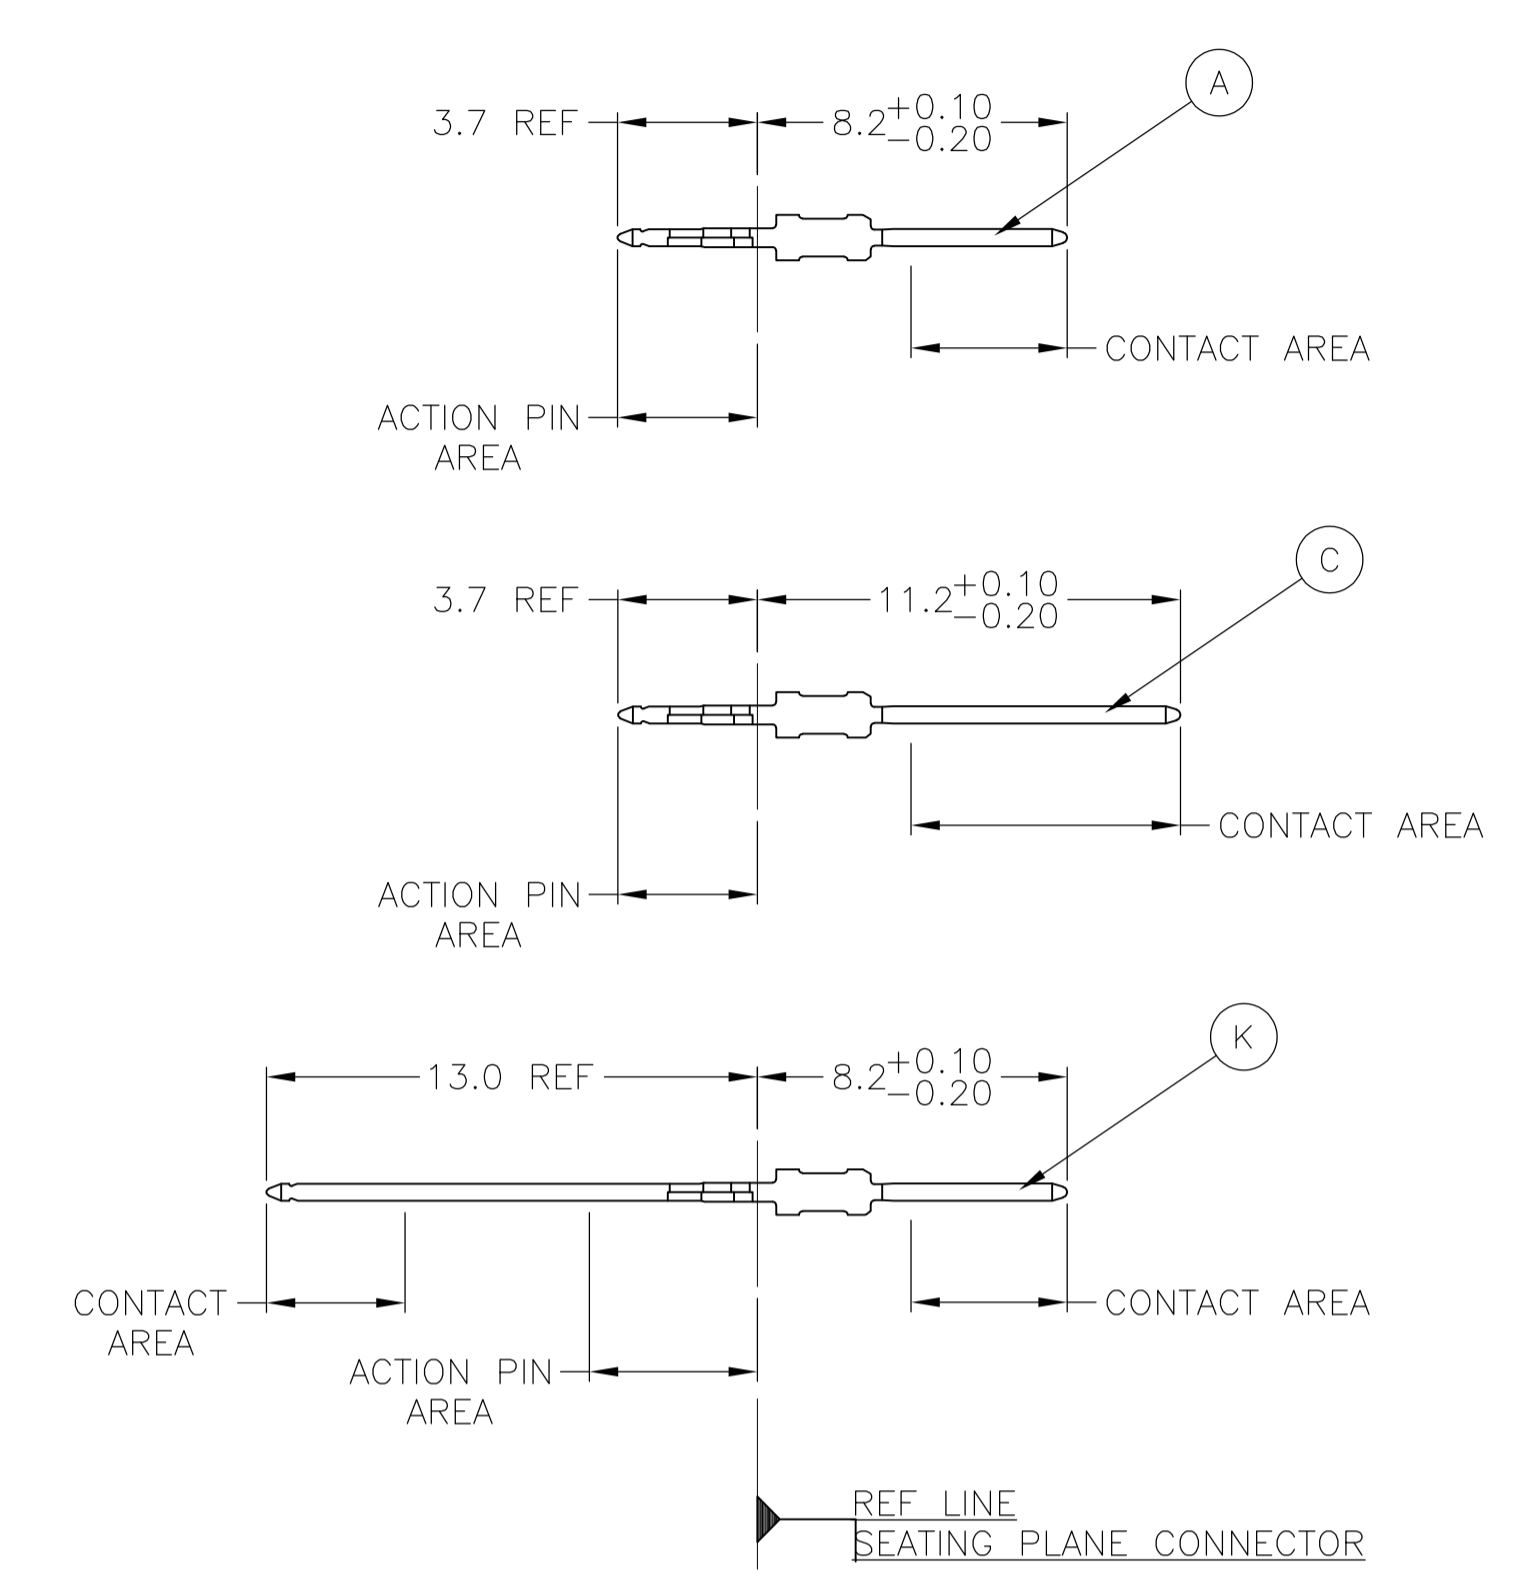 A
3.7 REF
8.2 +0.10 -0.20
CONTACT AREA
ACTION PIN
AREA
C
3.7 REF
11.2 +0.10 -0.20
CONTACT AREA
ACTION PIN
AREA
K
13.0 REF
8.2 +0.10 -0.20
CONTACT
AREA
CONTACT AREA
ACTION PIN
AREA
REF LINE
SEATING PLANE CONNECTOR